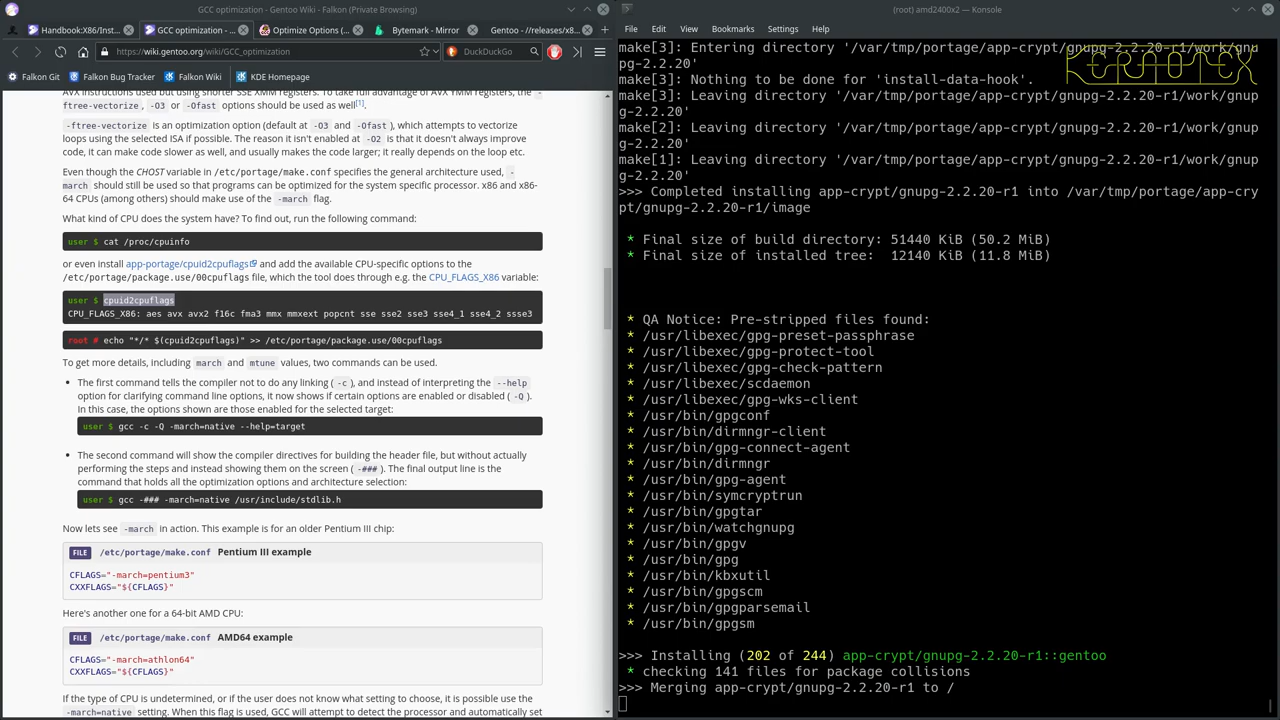 GCC optimization - Gentoo Wiki - Falkon (Private Browsing)
Handbook:X86/Inst...
GCC optimization - ...
Optimize Options (...
Bytemark - Mirror
Gentoo - /releases/x8...
https://wiki.gentoo.org/wiki/GCC_optimization
DuckDuckGo
Falkon Git
Falkon Bug Tracker
Falkon Wiki
KDE Homepage
AVX instructions used but using shorter SSE XMM registers. To take full advantage of AVX YMM registers, the -
ftree-vectorize, -O3 or -Ofast options should be used as well[1].
-ftree-vectorize is an optimization option (default at -O3 and -Ofast), which attempts to vectorize
loops using the selected ISA if possible. The reason it isn't enabled at -O2 is that it doesn't always improve
code, it can make code slower as well, and usually makes the code larger; it really depends on the loop etc.
Even though the CHOST variable in /etc/portage/make.conf specifies the general architecture used, -
march should still be used so that programs can be optimized for the system specific processor. x86 and x86-
64 CPUs (among others) should make use of the -march flag.
What kind of CPU does the system have? To find out, run the following command:
user $ cat /proc/cpuinfo
or even install app-portage/cpuid2cpuflags and add the available CPU-specific options to the
/etc/portage/package.use/00cpuflags file, which the tool does through e.g. the CPU_FLAGS_X86 variable:
user $ cpuid2cpuflags
CPU_FLAGS_X86: aes avx avx2 f16c fma3 mmx mmxext popcnt sse sse2 sse3 sse4_1 sse4_2 ssse3
root # echo "*/* $(cpuid2cpuflags)" >> /etc/portage/package.use/00cpuflags
To get more details, including march and mtune values, two commands can be used.
• The first command tells the compiler not to do any linking (-c), and instead of interpreting the --help
option for clarifying command line options, it now shows if certain options are enabled or disabled (-Q).
In this case, the options shown are those enabled for the selected target:
user $ gcc -c -Q -march=native --help=target
• The second command will show the compiler directives for building the header file, but without actually
performing the steps and instead showing them on the screen (-###). The final output line is the
command that holds all the optimization options and architecture selection:
user $ gcc -### -march=native /usr/include/stdlib.h
Now lets see -march in action. This example is for an older Pentium III chip:
FILE /etc/portage/make.conf Pentium III example
CFLAGS="-march=pentium3"
CXXFLAGS="${CFLAGS}"
Here's another one for a 64-bit AMD CPU:
FILE /etc/portage/make.conf AMD64 example
CFLAGS="-march=athlon64"
CXXFLAGS="${CFLAGS}"
If the type of CPU is undetermined, or if the user does not know what setting to choose, it is possible use the
-march=native setting. When this flag is used, GCC will attempt to detect the processor and automatically set
(root) amd2400x2 — Konsole
File Edit View Bookmarks Settings Help
make[3]: Entering directory '/var/tmp/portage/app-crypt/gnupg-2.2.20-r1/work/gnu
pg-2.2.20'
make[3]: Nothing to be done for 'install-data-hook'.
make[3]: Leaving directory '/var/tmp/portage/app-crypt/gnupg-2.2.20-r1/work/gnup
g-2.2.20'
make[2]: Leaving directory '/var/tmp/portage/app-crypt/gnupg-2.2.20-r1/work/gnup
g-2.2.20'
make[1]: Leaving directory '/var/tmp/portage/app-crypt/gnupg-2.2.20-r1/work/gnup
g-2.2.20'
>>> Completed installing app-crypt/gnupg-2.2.20-r1 into /var/tmp/portage/app-cry
pt/gnupg-2.2.20-r1/image
* Final size of build directory: 51440 KiB (50.2 MiB)
* Final size of installed tree:  12140 KiB (11.8 MiB)
* QA Notice: Pre-stripped files found:
* /usr/libexec/gpg-preset-passphrase
* /usr/libexec/gpg-protect-tool
* /usr/libexec/gpg-check-pattern
* /usr/libexec/scdaemon
* /usr/libexec/gpg-wks-client
* /usr/bin/gpgconf
* /usr/bin/dirmngr-client
* /usr/bin/gpg-connect-agent
* /usr/bin/dirmngr
* /usr/bin/gpg-agent
* /usr/bin/symcryptrun
* /usr/bin/gpgtar
* /usr/bin/watchgnupg
* /usr/bin/gpgv
* /usr/bin/gpg
* /usr/bin/kbxutil
* /usr/bin/gpgscm
* /usr/bin/gpgparsemail
* /usr/bin/gpgsm
>>> Installing (202 of 244) app-crypt/gnupg-2.2.20-r1::gentoo
* checking 141 files for package collisions
>>> Merging app-crypt/gnupg-2.2.20-r1 to /